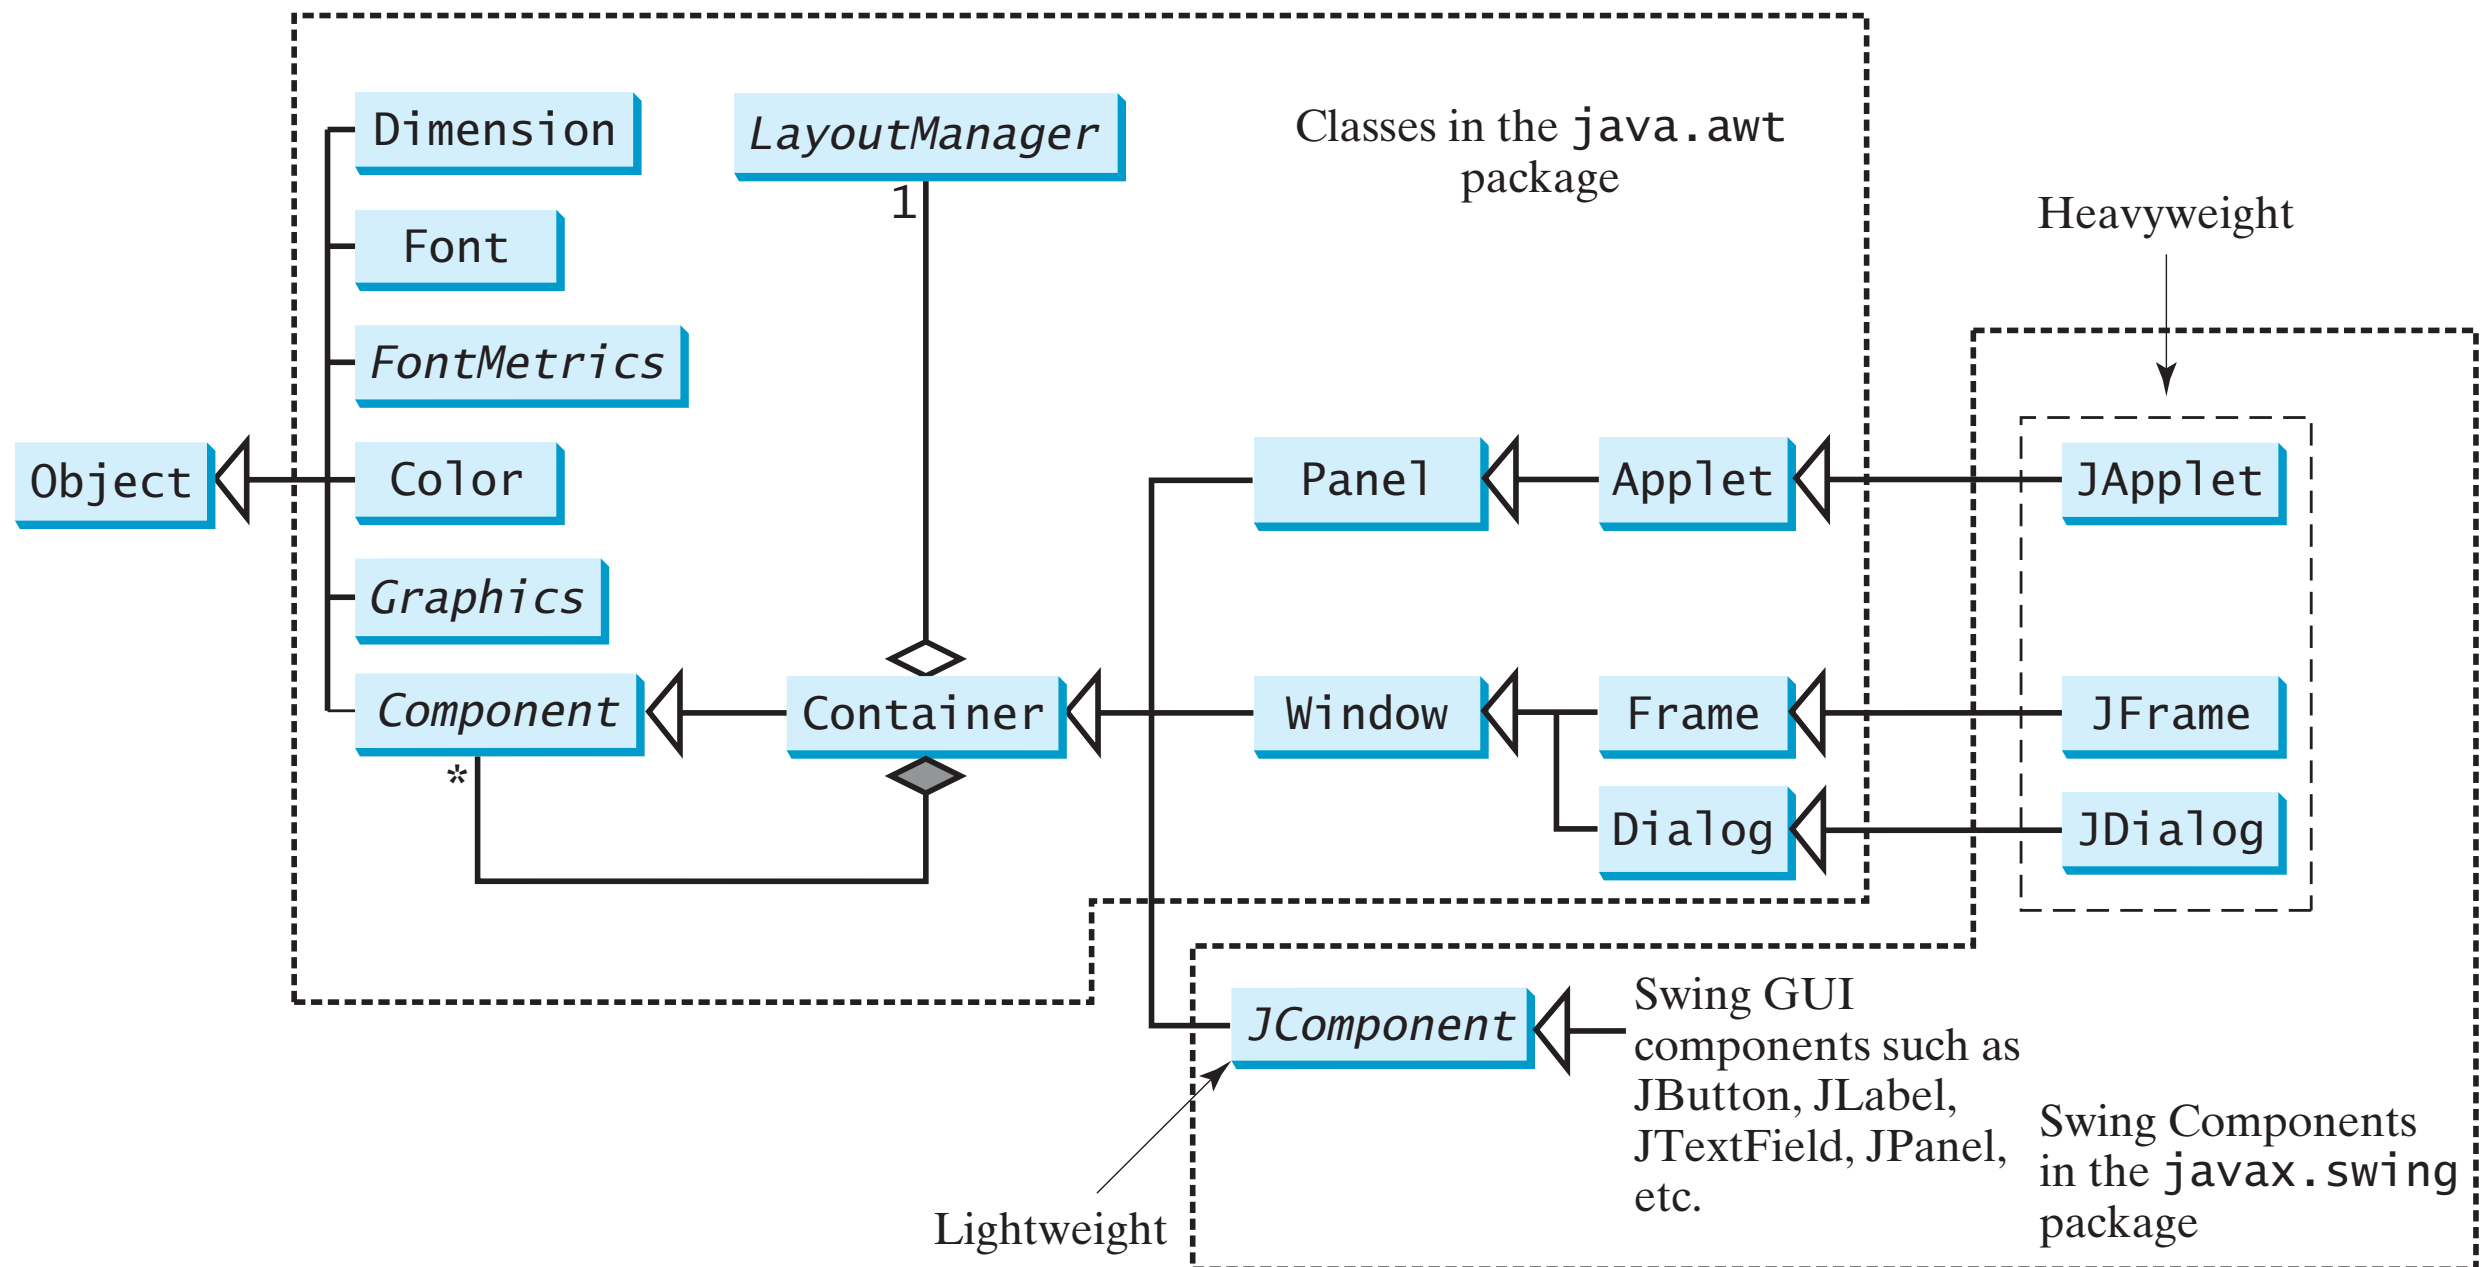 Dimension
LayoutManager
Classes in the java.awt
package
1
Heavyweight
Font
FontMetrics
Object
Color
Panel
Applet
JApplet
Graphics
Component
Container
Window
Frame
JFrame
*
Dialog
JDialog
JComponent
Swing GUI
components such as
JButton, JLabel,
JTextField, JPanel,
etc.
Swing Components
in the javax.swing
package
Lightweight